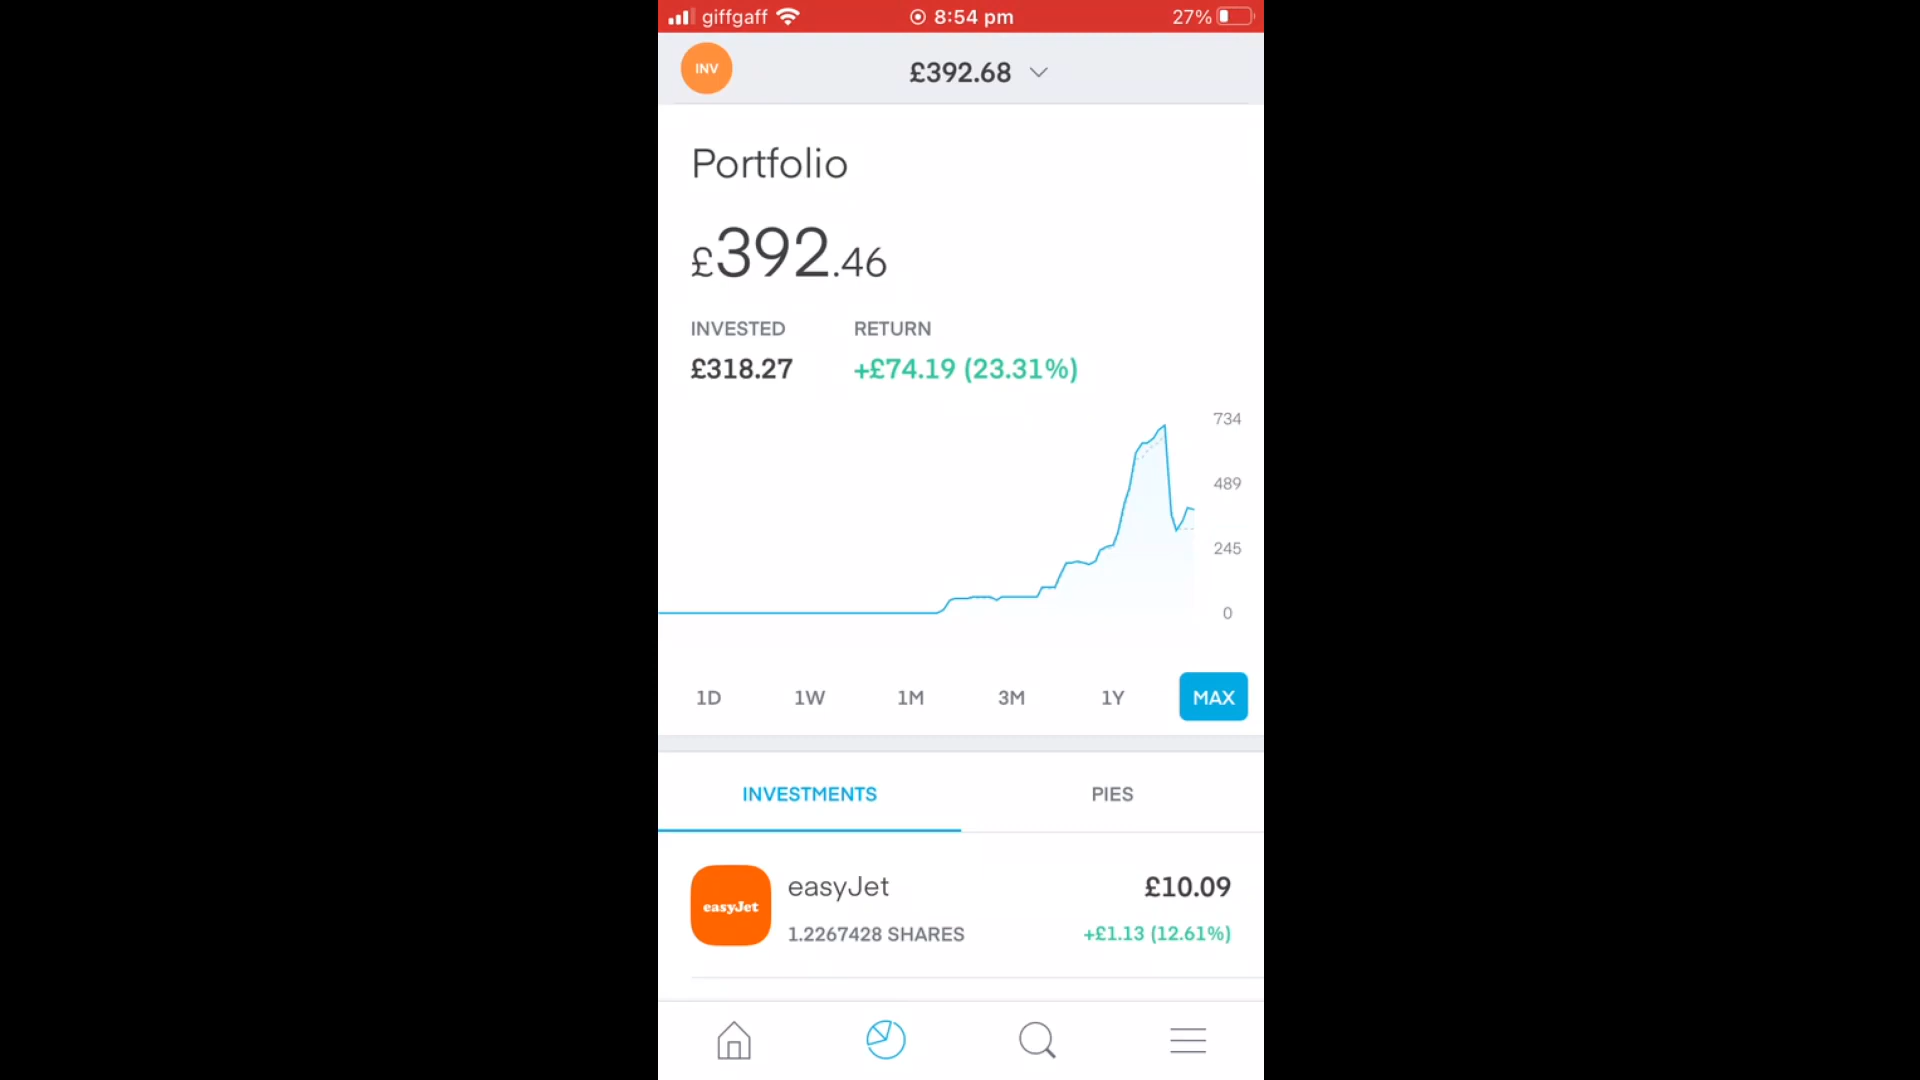 giffgaff 8:54 pm 27%
INV £392.68
Portfolio
£392.46
INVESTED RETURN
£318.27 +£74.19 (23.31%)
734
489
245
0
1D 1W 1M 3M 1Y MAX
INVESTMENTS PIES
easyJet easyJet £10.09
1.2267428 SHARES +£1.13 (12.61%)